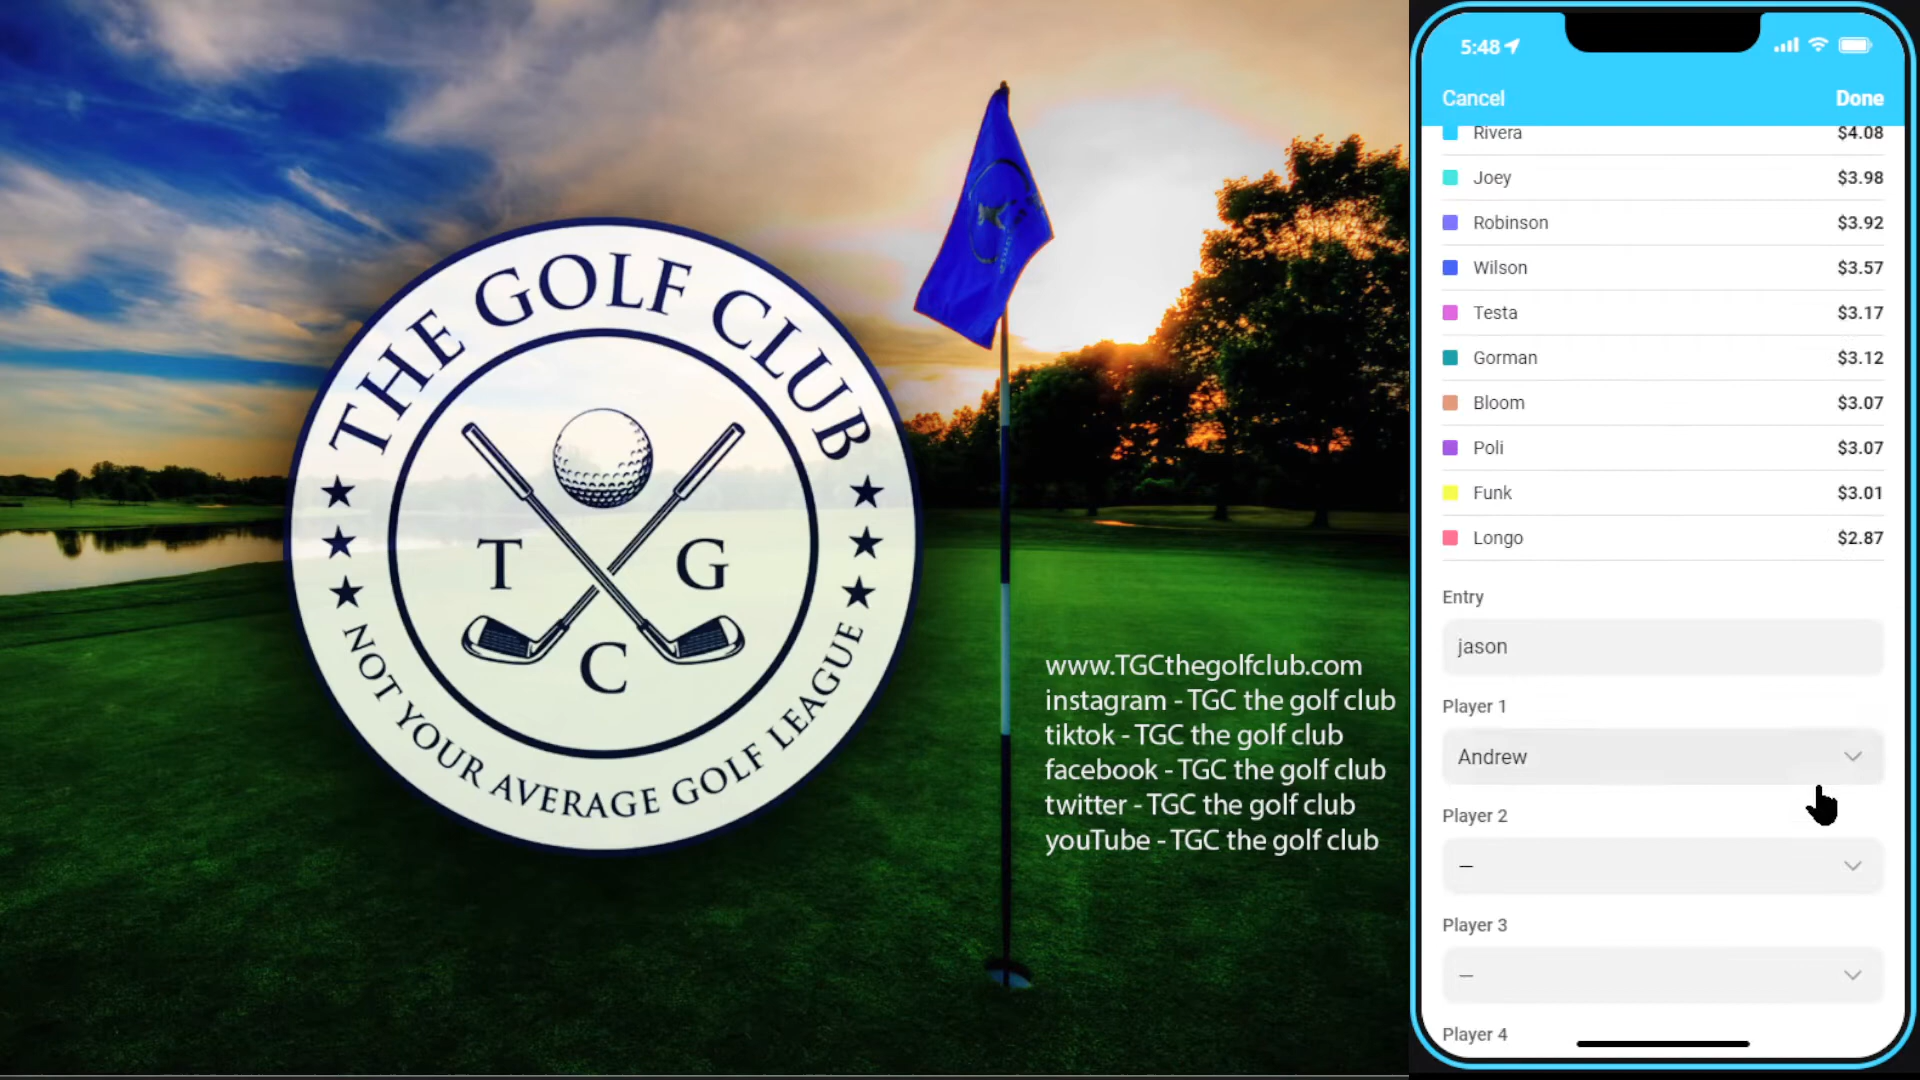 THE GOLF CLUB
T G
C
NOT YOUR AVERAGE GOLF LEAGUE
www.TGCthegolfclub.com
instagram - TGC the golf club
tiktok - TGC the golf club
facebook - TGC the golf club
twitter - TGC the golf club
youTube - TGC the golf club
5:48
Cancel Done
Rivera $4.08
Joey $3.98
Robinson $3.92
Wilson $3.57
Testa $3.17
Gorman $3.12
Bloom $3.07
Poli $3.07
Funk $3.01
Longo $2.87
Entry
jason
Player 1
Andrew
Player 2
–
Player 3
–
Player 4